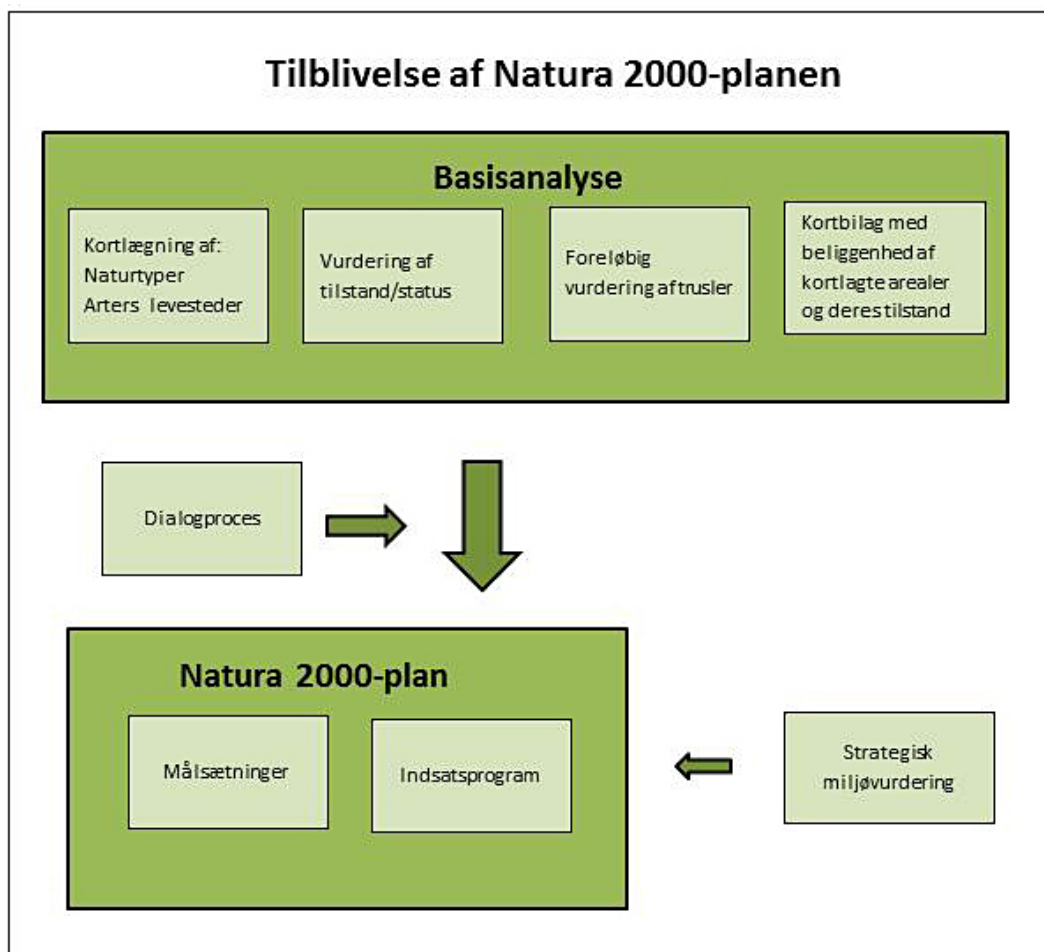 Tilblivelse af Natura 2000-planen
Basisanalyse
Kortlægning af:
Naturtyper
Arters levesteder
Vurdering af
tilstand/status
Foreløbig
vurdering af trusler
Kortbilag med
beliggenhed af
kortlagte arealer
og deres tilstand
Dialogproces
Natura 2000-plan
Målsætninger
Indsatsprogram
Strategisk
miljøvurdering